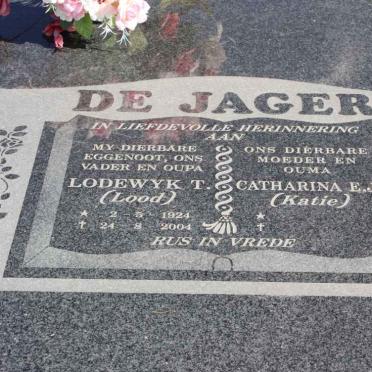 DE JAGER
IN LIEFDEVOLLE HERINNERING
AAN
MY DIERBARE
EGGENOOT, ONS
VADER EN OUPA
LODEWYK T.
(Lood)
* 2-5-1924
† 24-8-2004
ONS DIERBARE
MOEDER EN
OUMA
CATHARINA E.J.
(Katie)
*
†
RUS IN VREDE